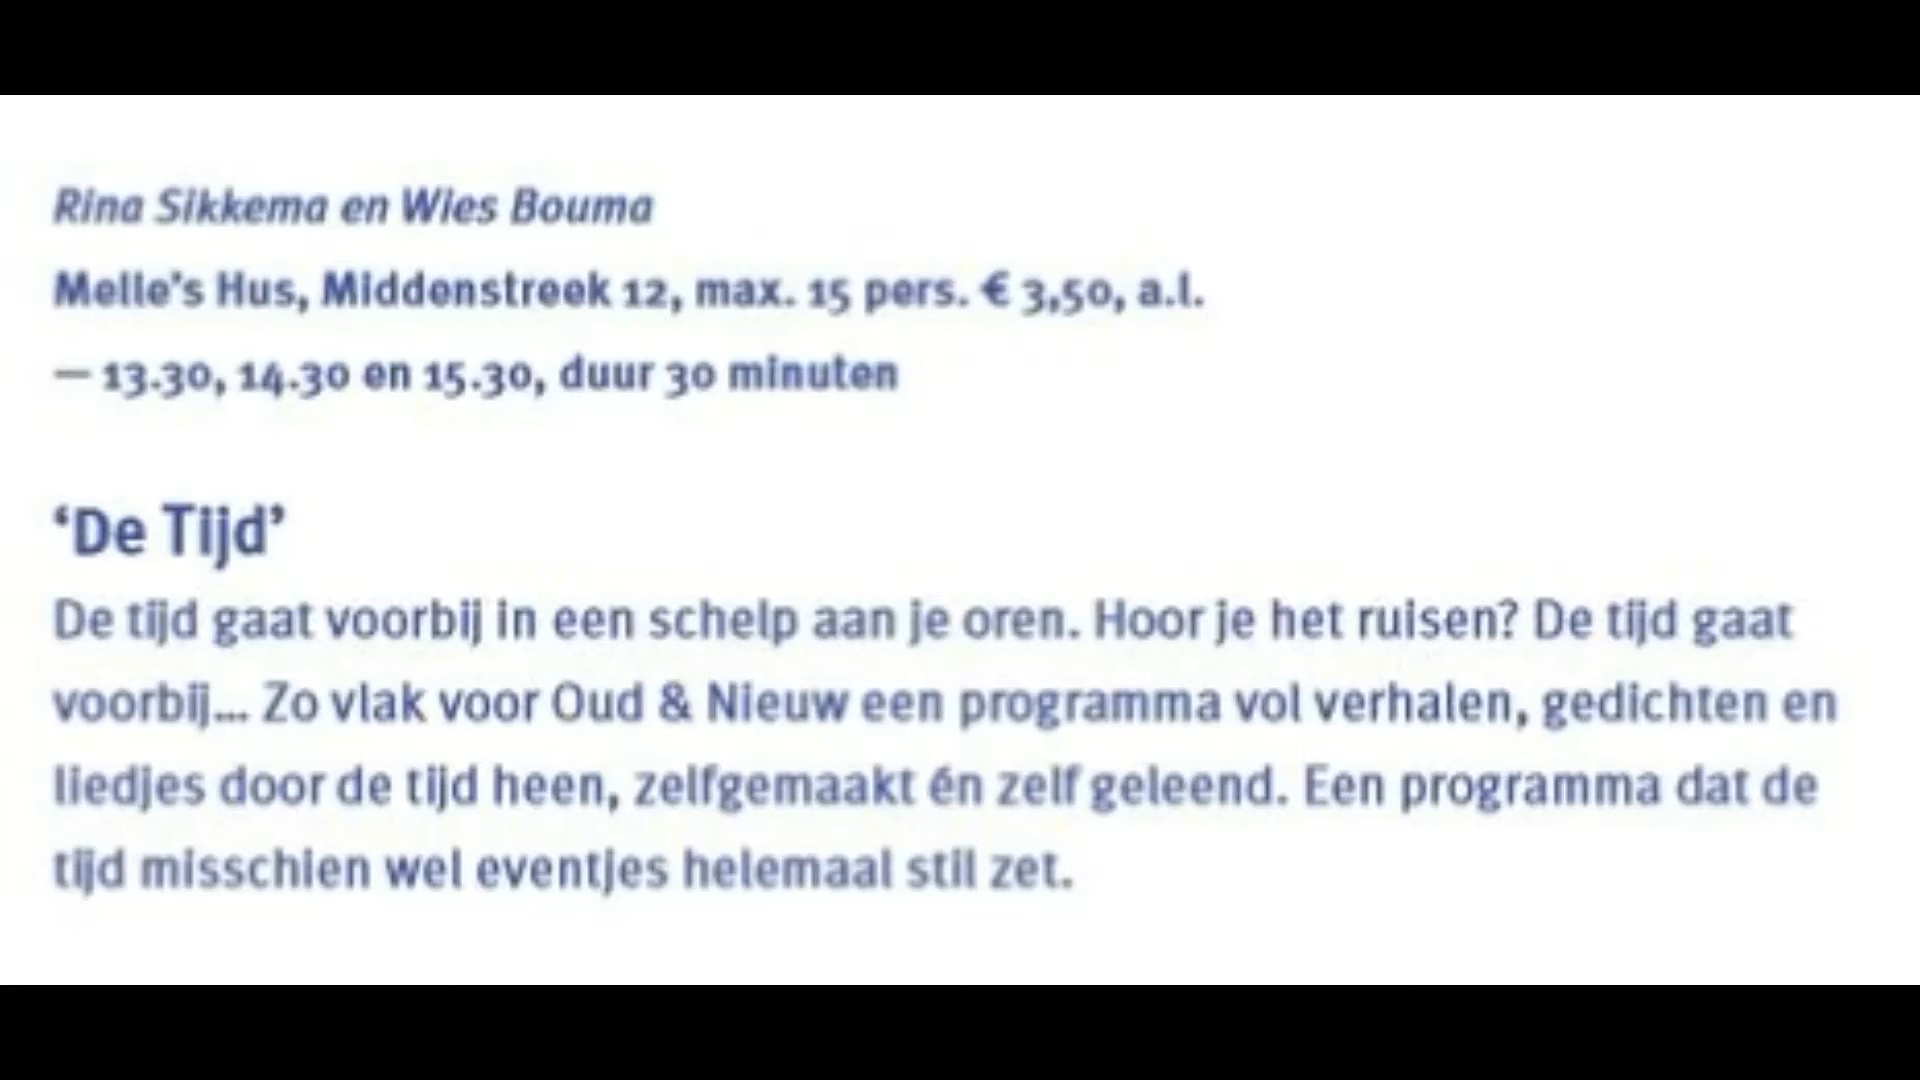 Rina Sikkema en Wies Bouma
Melle's Hus, Middenstreek 12, max. 15 pers. € 3,50, a.l.
— 13.30, 14.30 en 15.30, duur 30 minuten
‘De Tijd’
De tijd gaat voorbij in een schelp aan je oren. Hoor je het ruisen? De tijd gaat
voorbij... Zo vlak voor Oud & Nieuw een programma vol verhalen, gedichten en
liedjes door de tijd heen, zelfgemaakt én zelf geleend. Een programma dat de
tijd misschien wel eventjes helemaal stil zet.